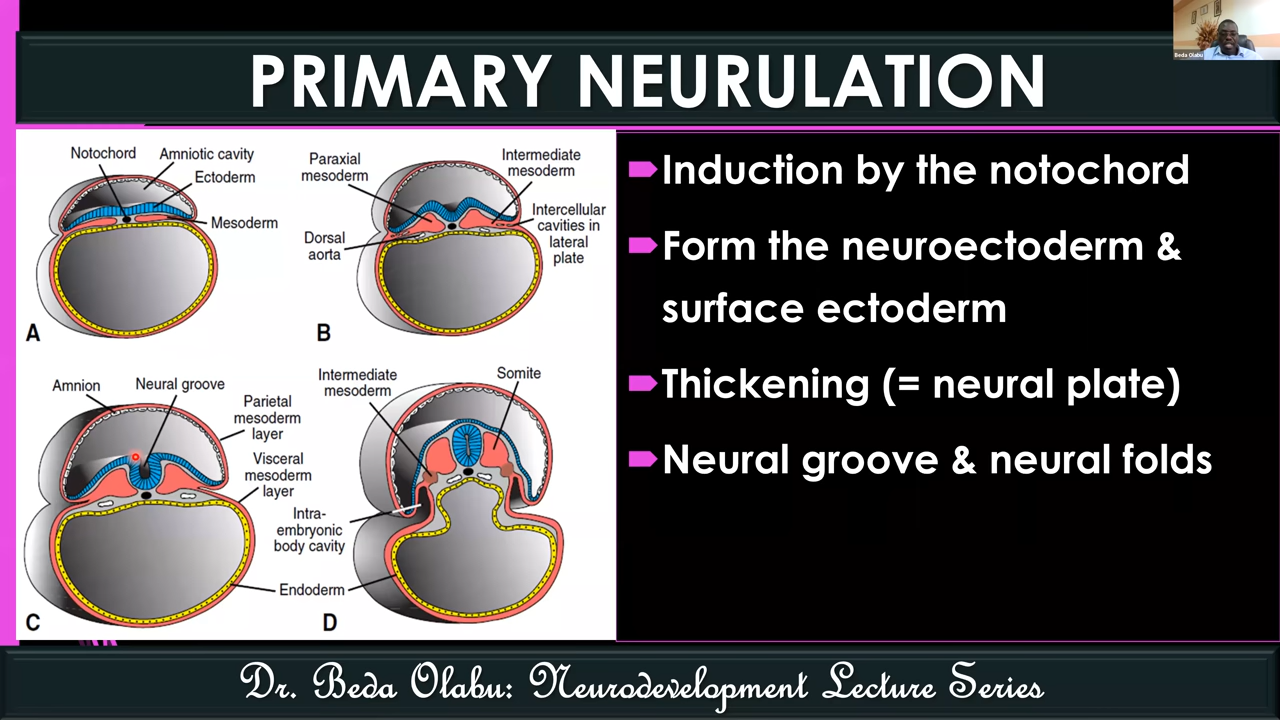 Beda Olabu
PRIMARY NEURULATION
Notochord
Amniotic cavity
Ectoderm
Mesoderm
A
Paraxial
mesoderm
Intermediate
mesoderm
Intercellular
cavities in
lateral
plate
Dorsal
aorta
B
Amnion
Neural groove
Parietal
mesoderm
layer
Visceral
mesoderm
layer
C
Intermediate
mesoderm
Somite
Intra-
embryonic
body cavity
Endoderm
D
Induction by the notochord
Form the neuroectoderm &
surface ectoderm
Thickening (= neural plate)
Neural groove & neural folds
Dr. Beda Olabu: Neurodevelopment Lecture Series